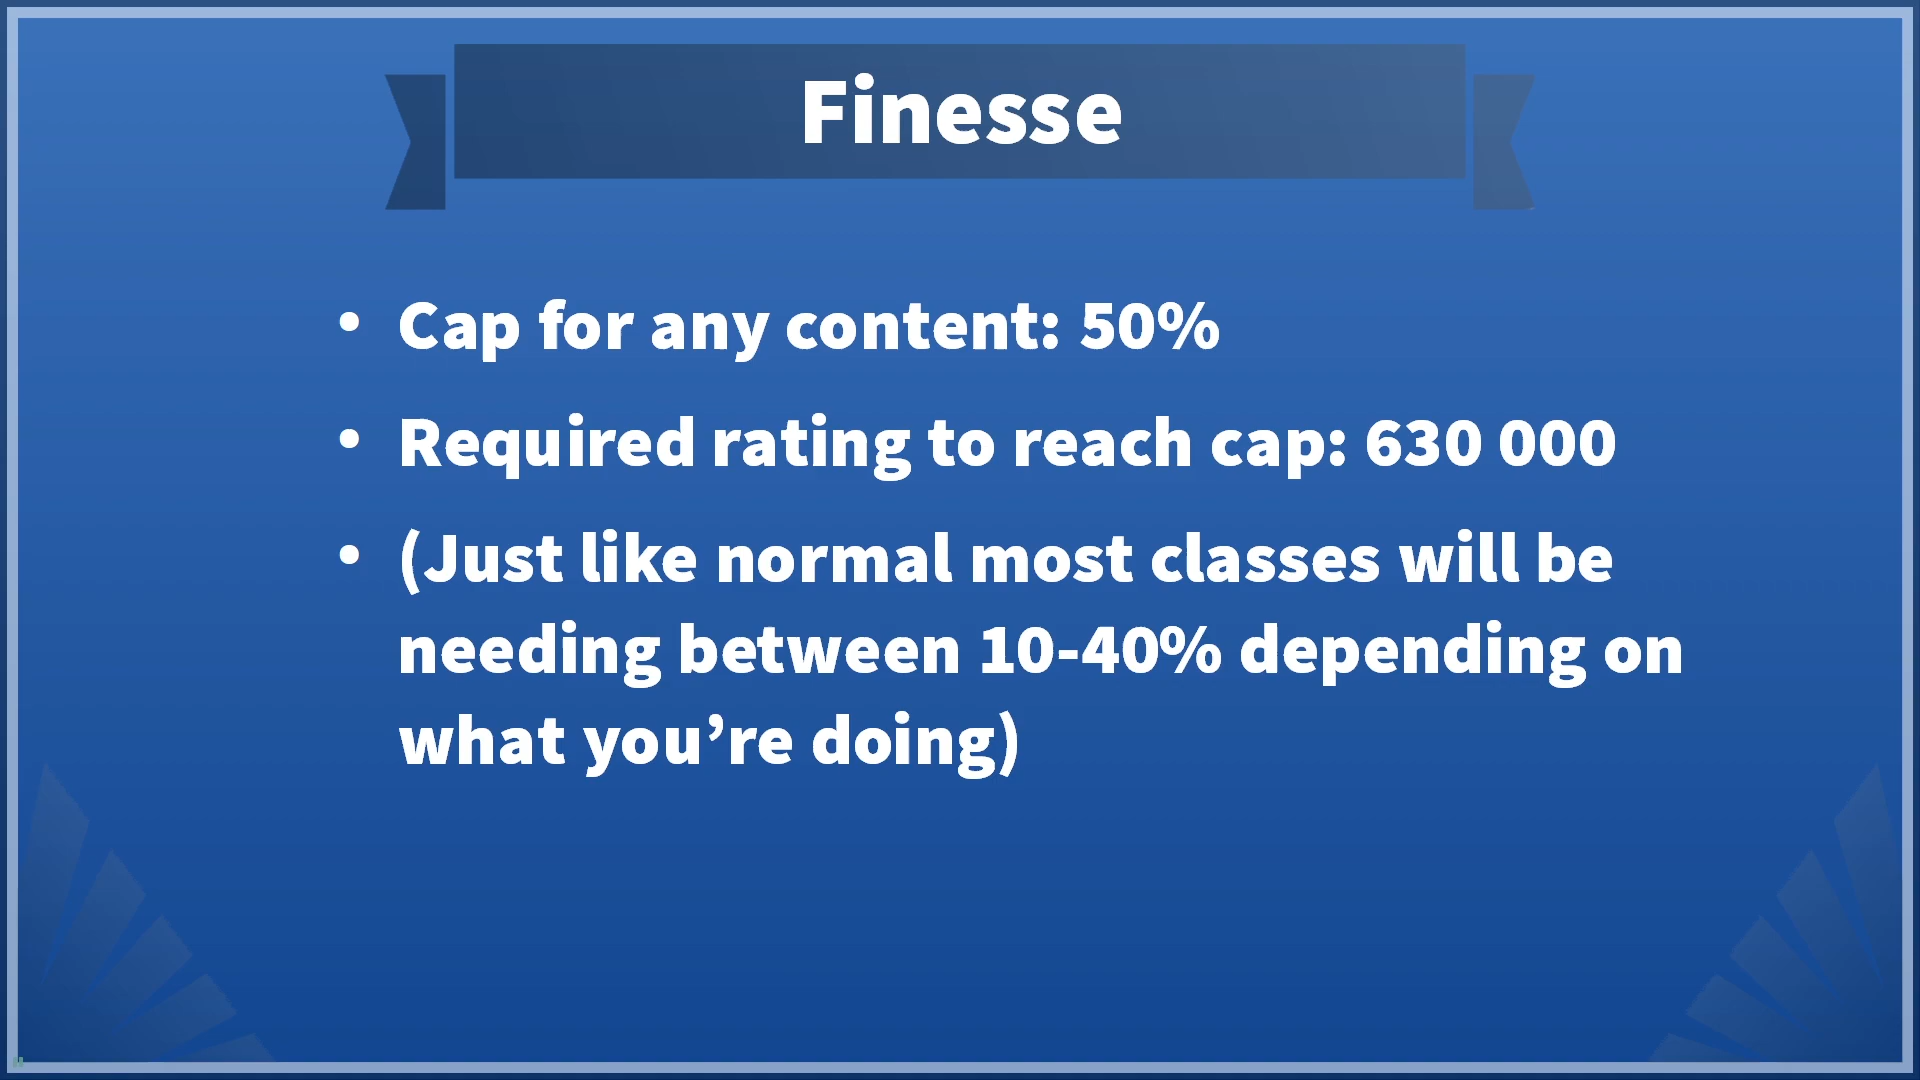 Finesse
• Cap for any content: 50%
• Required rating to reach cap: 630 000
• (Just like normal most classes will be
needing between 10-40% depending on
what you’re doing)